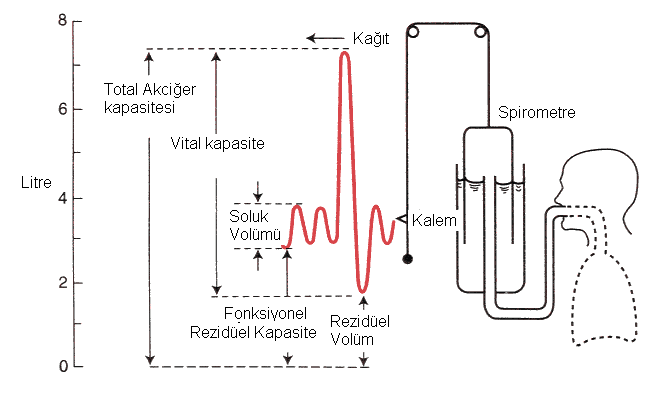 8
Kağıt
Total Akciğer
kapasitesi
6
Spirometre
Vital kapasite
Litre
4
Soluk
Volümü
Kalem
2
Fonksiyonel
Rezidüel Kapasite
Rezidüel
Volüm
0